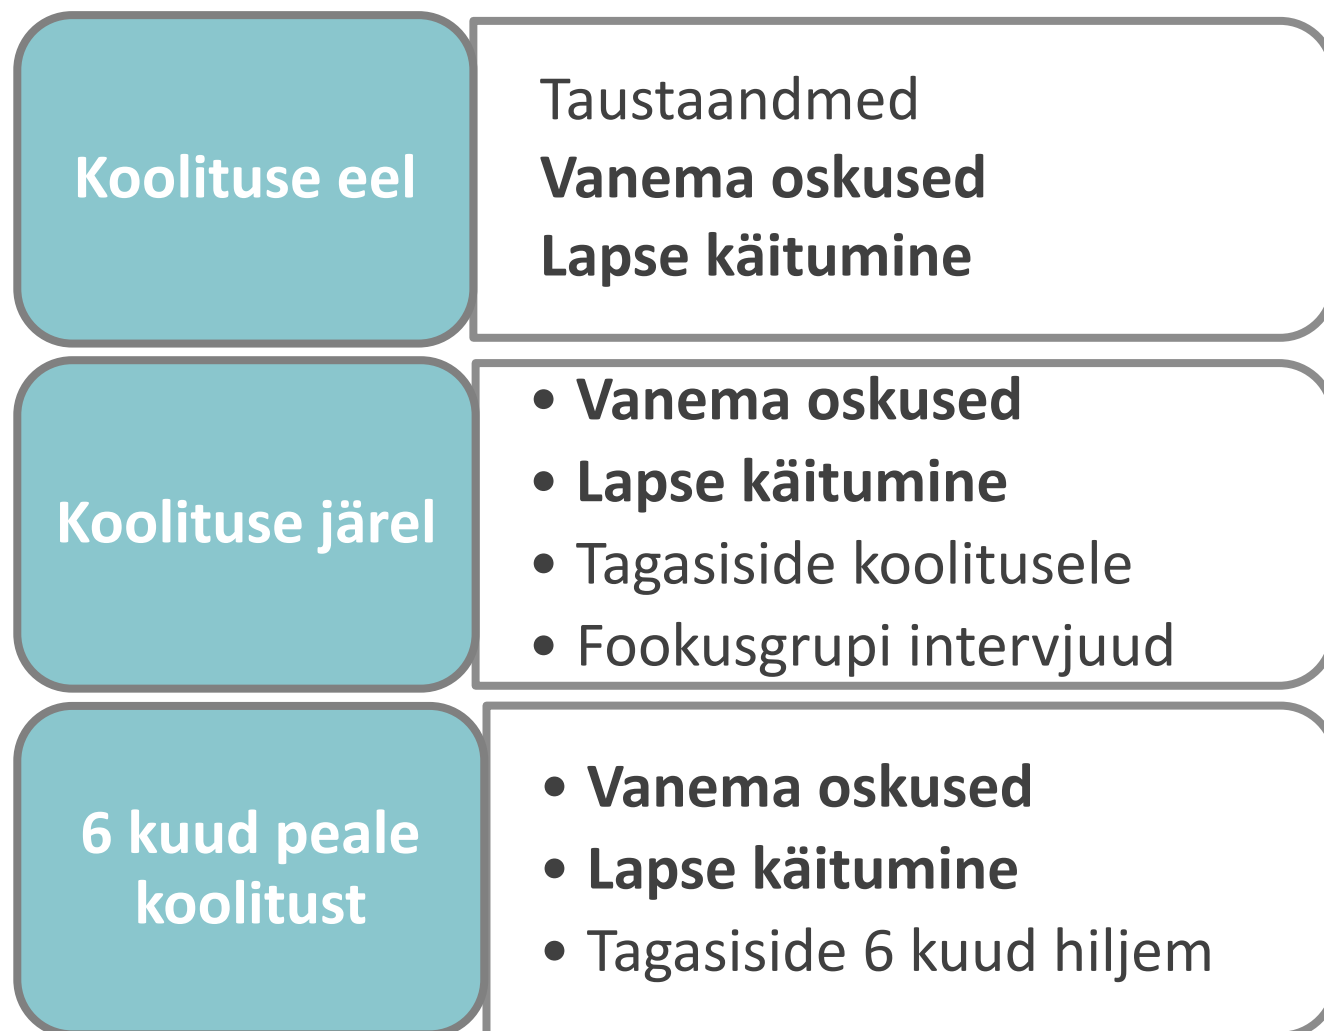 Koolituse eel
Taustaandmed
Vanema oskused
Lapse käitumine
Koolituse järel
• Vanema oskused
• Lapse käitumine
• Tagasiside koolitusele
• Fookusgrupi intervjuud
6 kuud peale
koolitust
• Vanema oskused
• Lapse käitumine
• Tagasiside 6 kuud hiljem